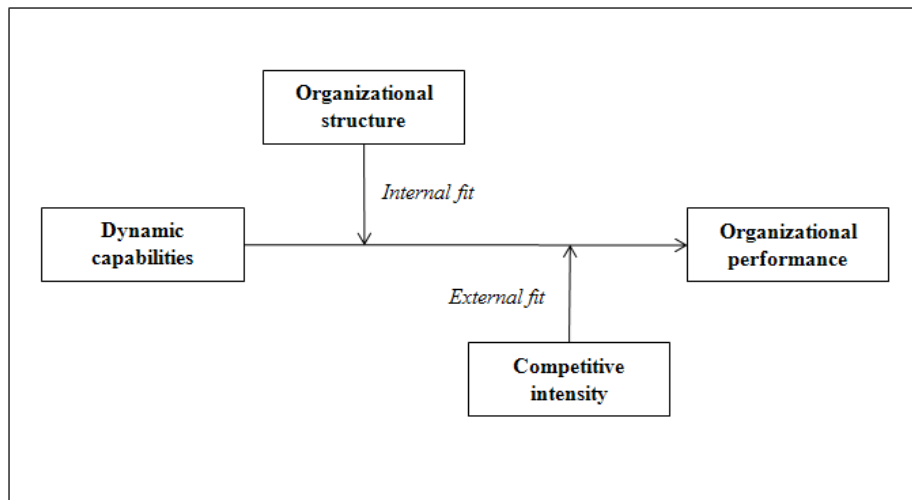 Organizational
structure
Internal fit
Dynamic
capabilities
Organizational
performance
External fit
Competitive
intensity